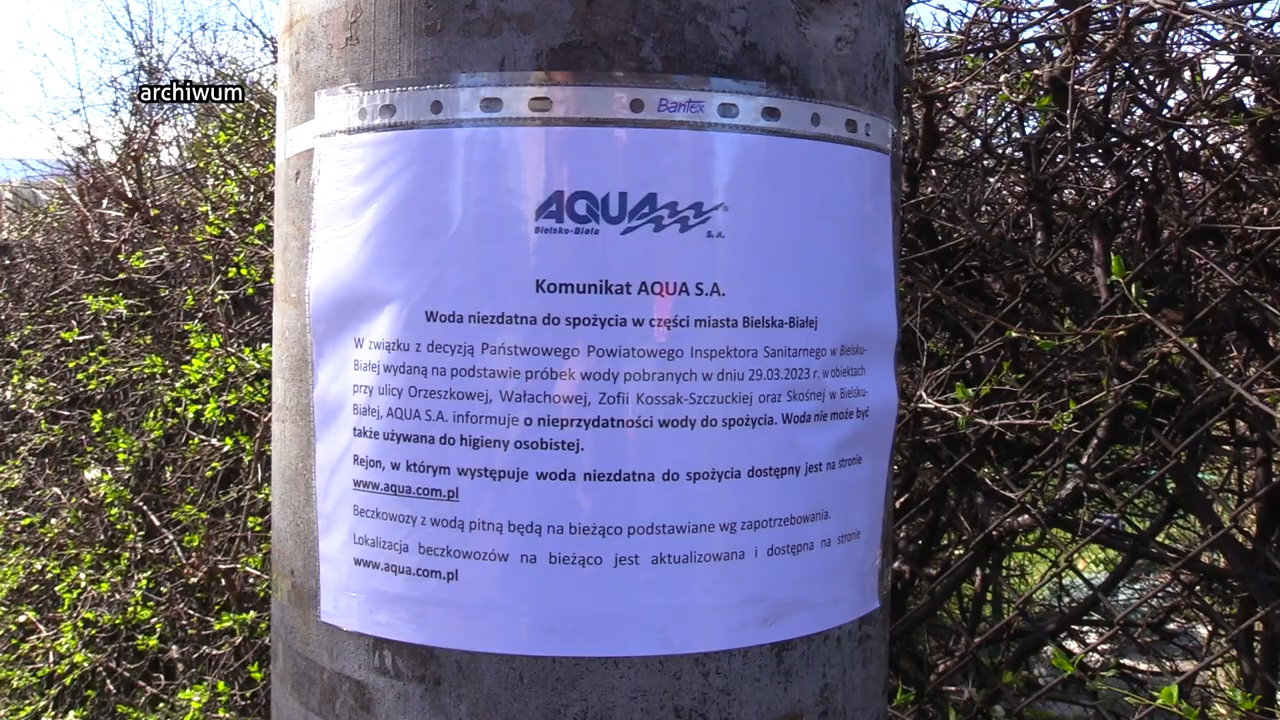 archiwum
Bantex
AQUA
Bielsko-Biała
S.A.
Komunikat AQUA S.A.
Woda niezdatna do spożycia w części miasta Bielska-Białej
W związku z decyzją Państwowego Powiatowego Inspektora Sanitarnego w Bielsku-
Białej wydaną na podstawie próbek wody pobranych w dniu 29.03.2023 r. w obiektach
przy ulicy Orzeszkowej, Wałachowej, Zofii Kossak-Szczuckiej oraz Skośnej w Bielsku-
Białej, AQUA S.A. informuje o nieprzydatności wody do spożycia. Woda nie może być
także używana do higieny osobistej.
Rejon, w którym występuje woda niezdatna do spożycia dostępny jest na stronie
www.aqua.com.pl
Beczkowozy z wodą pitną będą na bieżąco podstawiane wg zapotrzebowania.
Lokalizacja beczkowozów na bieżąco jest aktualizowana i dostępna na stronie
www.aqua.com.pl